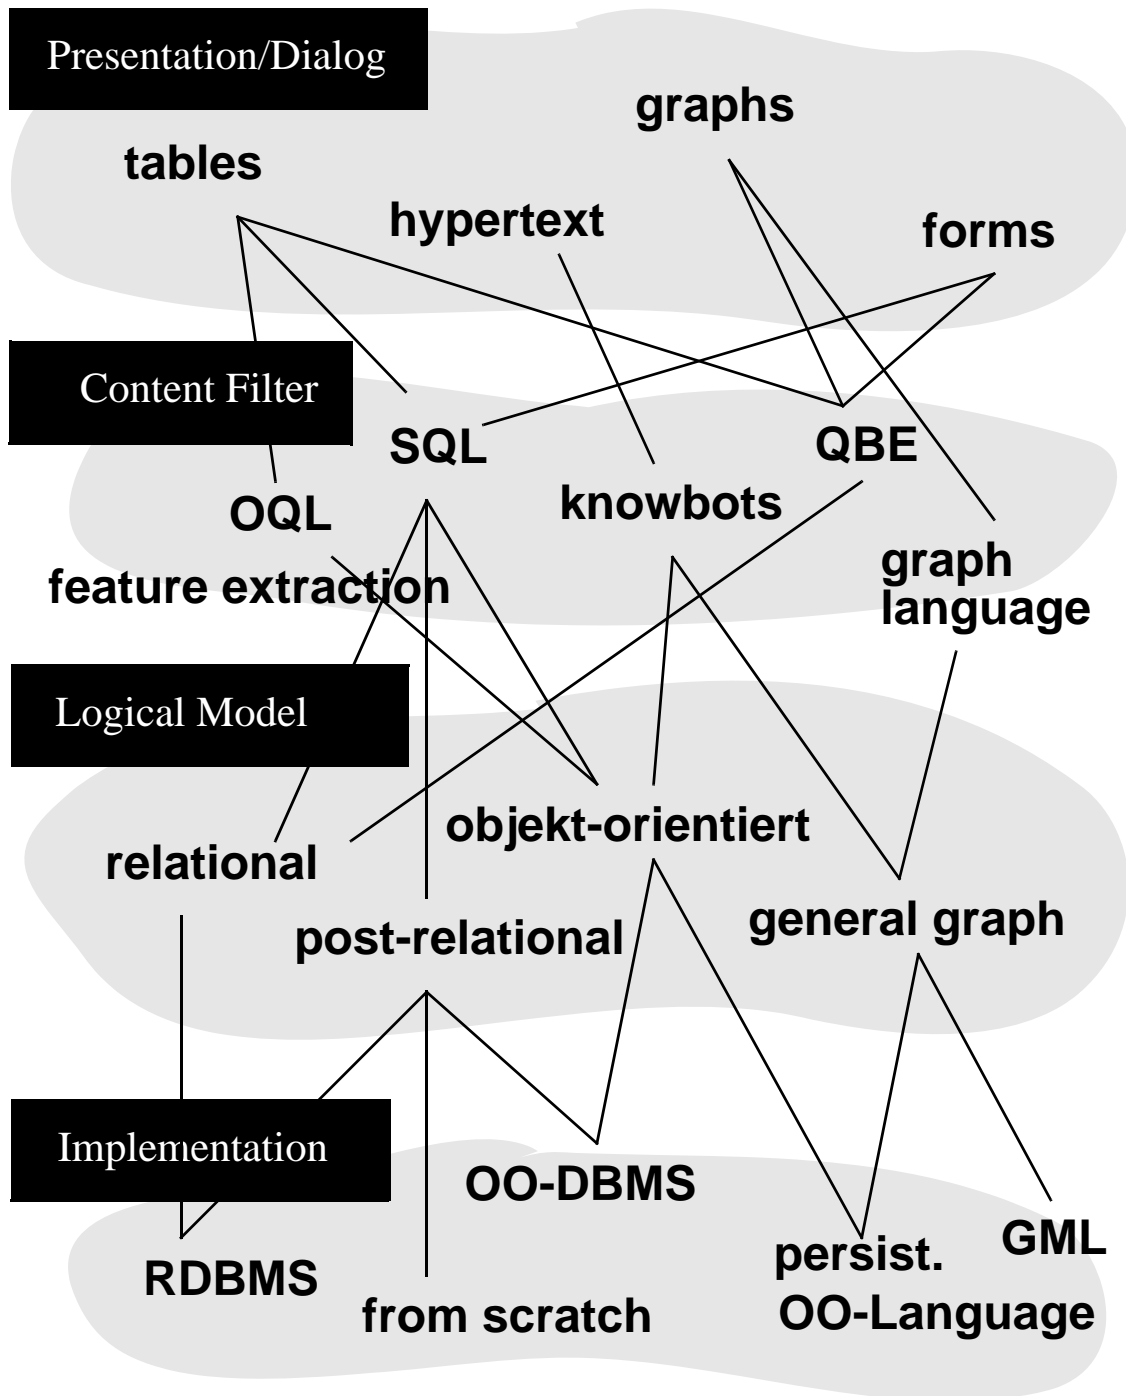 Presentation/Dialog
graphs
tables
hypertext
forms
Content Filter
SQL
QBE
OQL
knowbots
feature extraction
graph
language
Logical Model
objekt-orientiert
relational
post-relational
general graph
Implementation
OO-DBMS
RDBMS
persist.
GML
from scratch
OO-Language